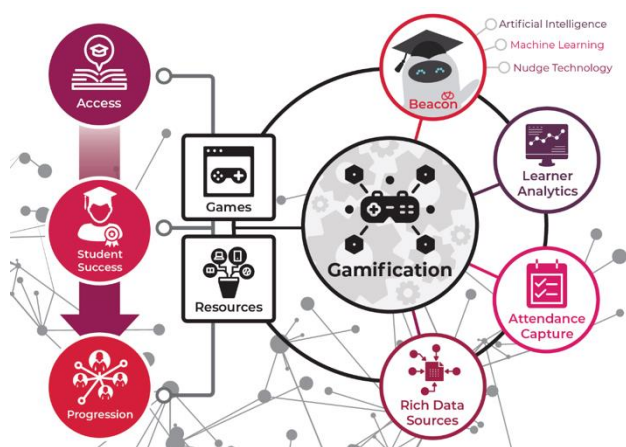 Access
Student
Success
Progression
Games
Resources
Gamification
Beacon
Artificial Intelligence
Machine Learning
Nudge Technology
Learner
Analytics
Attendance
Capture
Rich Data
Sources